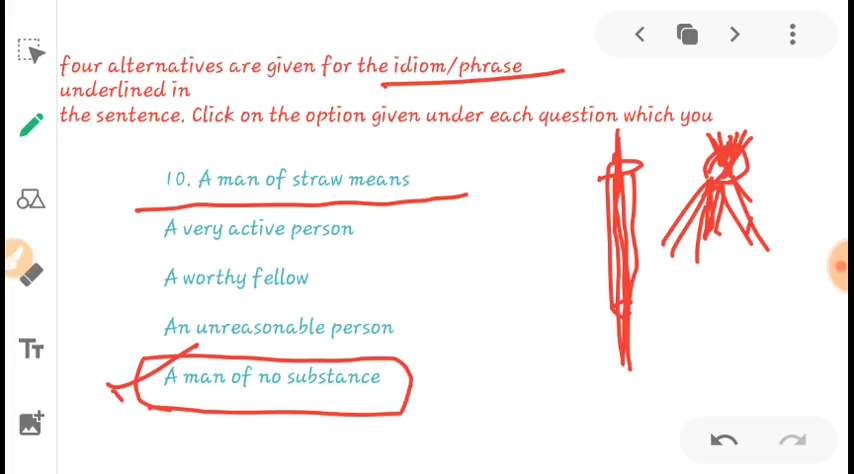 four alternatives are given for the idiom/phrase
underlined in
the sentence. Click on the option given under each question which you
10. A man of straw means
A very active person
A worthy fellow
An unreasonable person
A man of no substance
TT